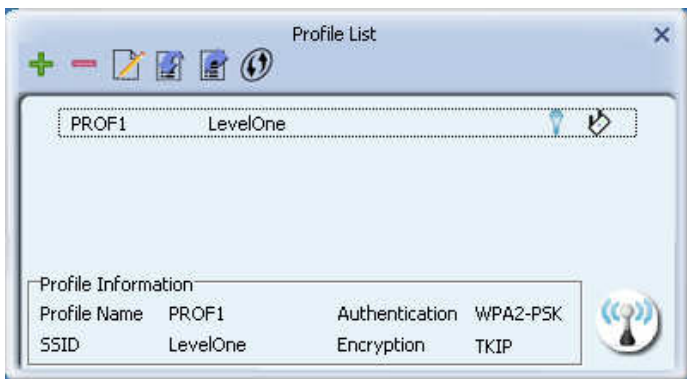 Profile List
PROF1 LevelOne
Profile Information
Profile Name PROF1 Authentication WPA2-PSK
SSID LevelOne Encryption TKIP